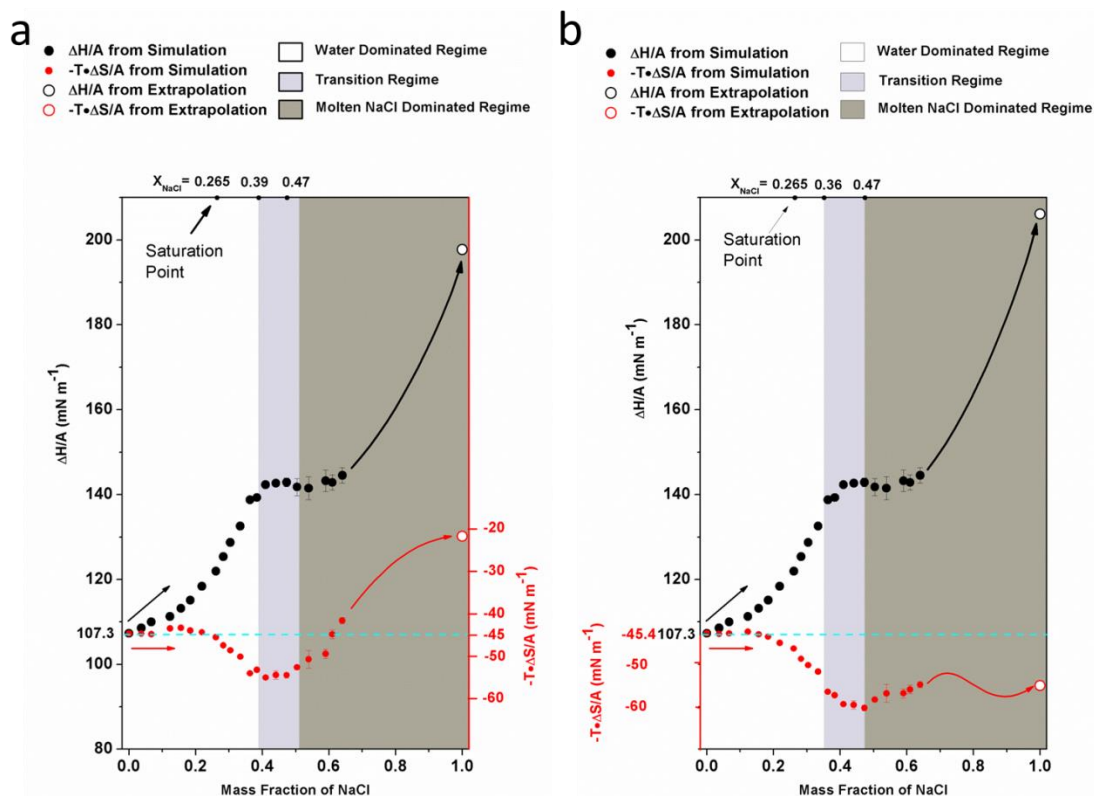 a
ΔH/A from Simulation
-T•ΔS/A from Simulation
ΔH/A from Extrapolation
-T•ΔS/A from Extrapolation
Water Dominated Regime
Transition Regime
Molten NaCl Dominated Regime
X NaCl = 0.265 0.39 0.47
Saturation
Point
200
180
160
140
120
107.3
100
80
ΔH/A (mN m-1)
-20
-30
-40
-45
-50
-60
-T•ΔS/A (mN m-1)
0.0 0.2 0.4 0.6 0.8 1.0
Mass Fraction of NaCl
b
ΔH/A from Simulation
-T•ΔS/A from Simulation
ΔH/A from Extrapolation
-T•ΔS/A from Extrapolation
Water Dominated Regime
Transition Regime
Molten NaCl Dominated Regime
X NaCl = 0.265 0.36 0.47
Saturation
Point
200
180
160
140
120
107.3
ΔH/A (mN m-1)
-45.4
-50
-60
-T•ΔS/A (mN m-1)
0.0 0.2 0.4 0.6 0.8 1.0
Mass Fraction of NaCl